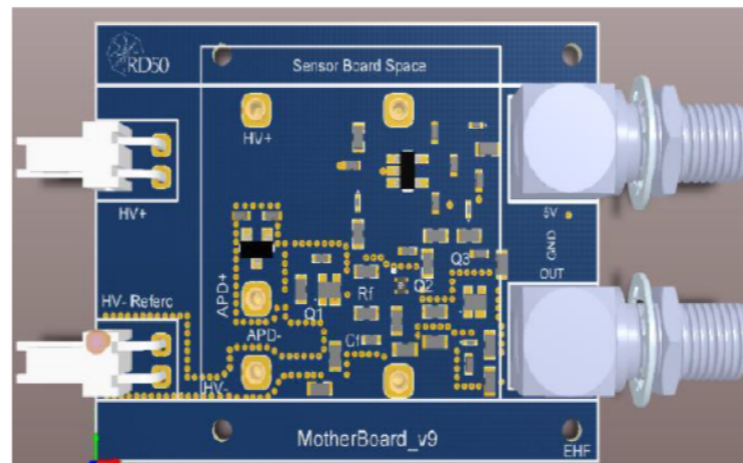 RD50
Sensor Board Space
HV+
HV+
5V
GND
OUT
APD+
HV- Referc
Q1
Rf
Q2
Q3
APD-
Cf
HV-
MotherBoard_v9
EHF